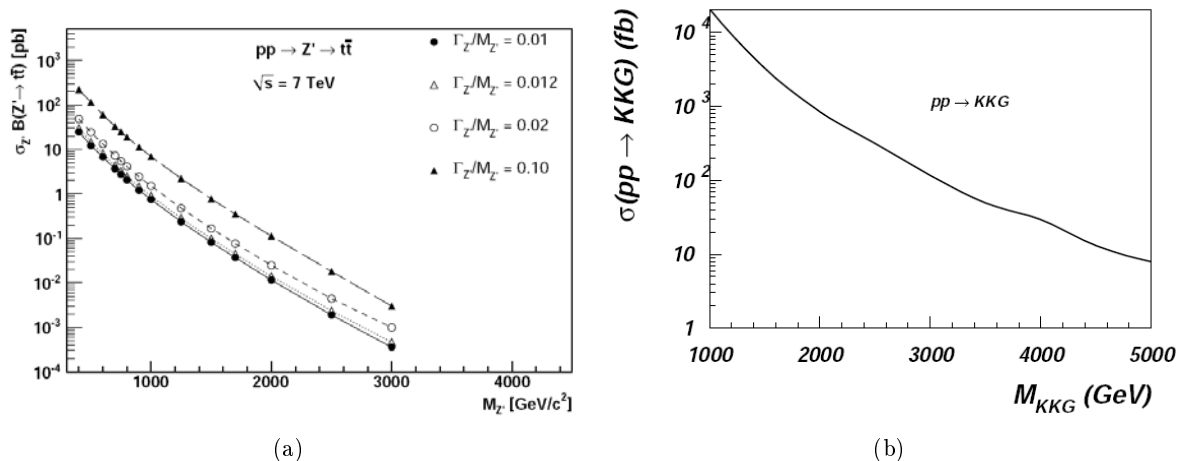 σ_Z' B(Z'→ tt̄) [pb]
10³
10²
10
1
10⁻¹
10⁻²
10⁻³
10⁻⁴
pp → Z' → tt̄
√s = 7 TeV
Γ_Z'/M_Z' = 0.01
Γ_Z'/M_Z' = 0.012
Γ_Z'/M_Z' = 0.02
Γ_Z'/M_Z' = 0.10
1000 2000 3000 4000
M_Z' [GeV/c²]
(a)
σ(pp → KKG) (fb)
10⁴
10³
10²
10
1
pp → KKG
1000 2000 3000 4000 5000
M_KKG (GeV)
(b)